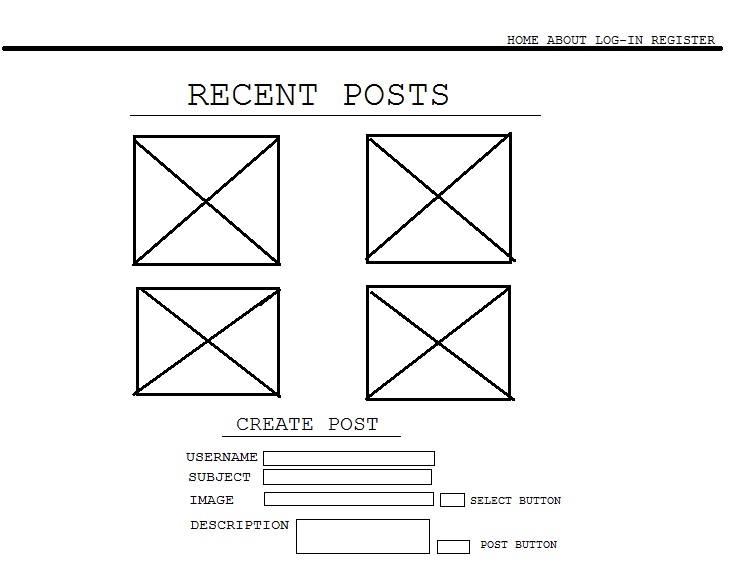 HOME ABOUT LOG-IN REGISTER
RECENT POSTS
CREATE POST
USERNAME
SUBJECT
IMAGE SELECT BUTTON
DESCRIPTION
POST BUTTON